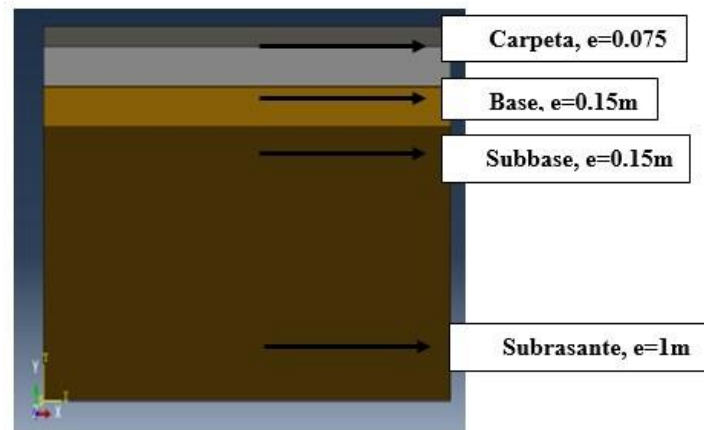 Carpeta, e=0.075
Base, e=0.15m
Subbase, e=0.15m
Subrasante, e=1m
Y
X